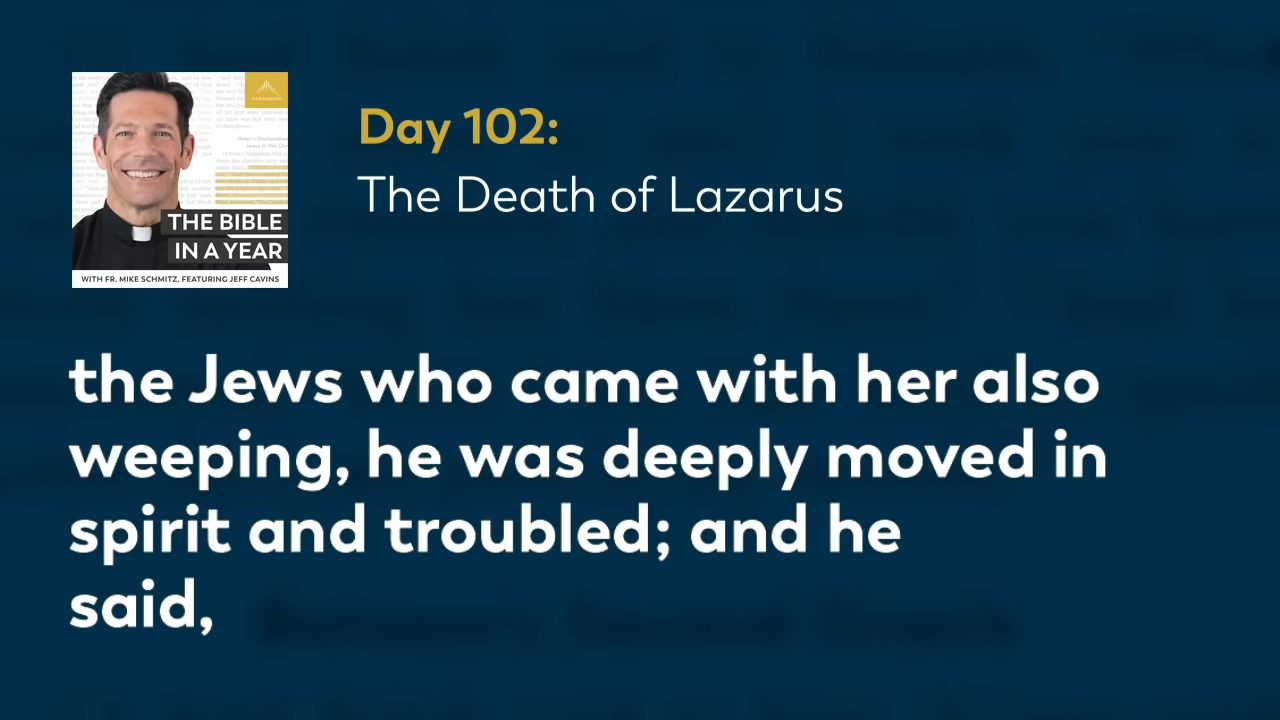 ASCENSION
THE BIBLE
IN A YEAR
WITH FR. MIKE SCHMITZ, FEATURING JEFF CAVINS
Day 102:
The Death of Lazarus
the Jews who came with her also
weeping, he was deeply moved in
spirit and troubled; and he
said,